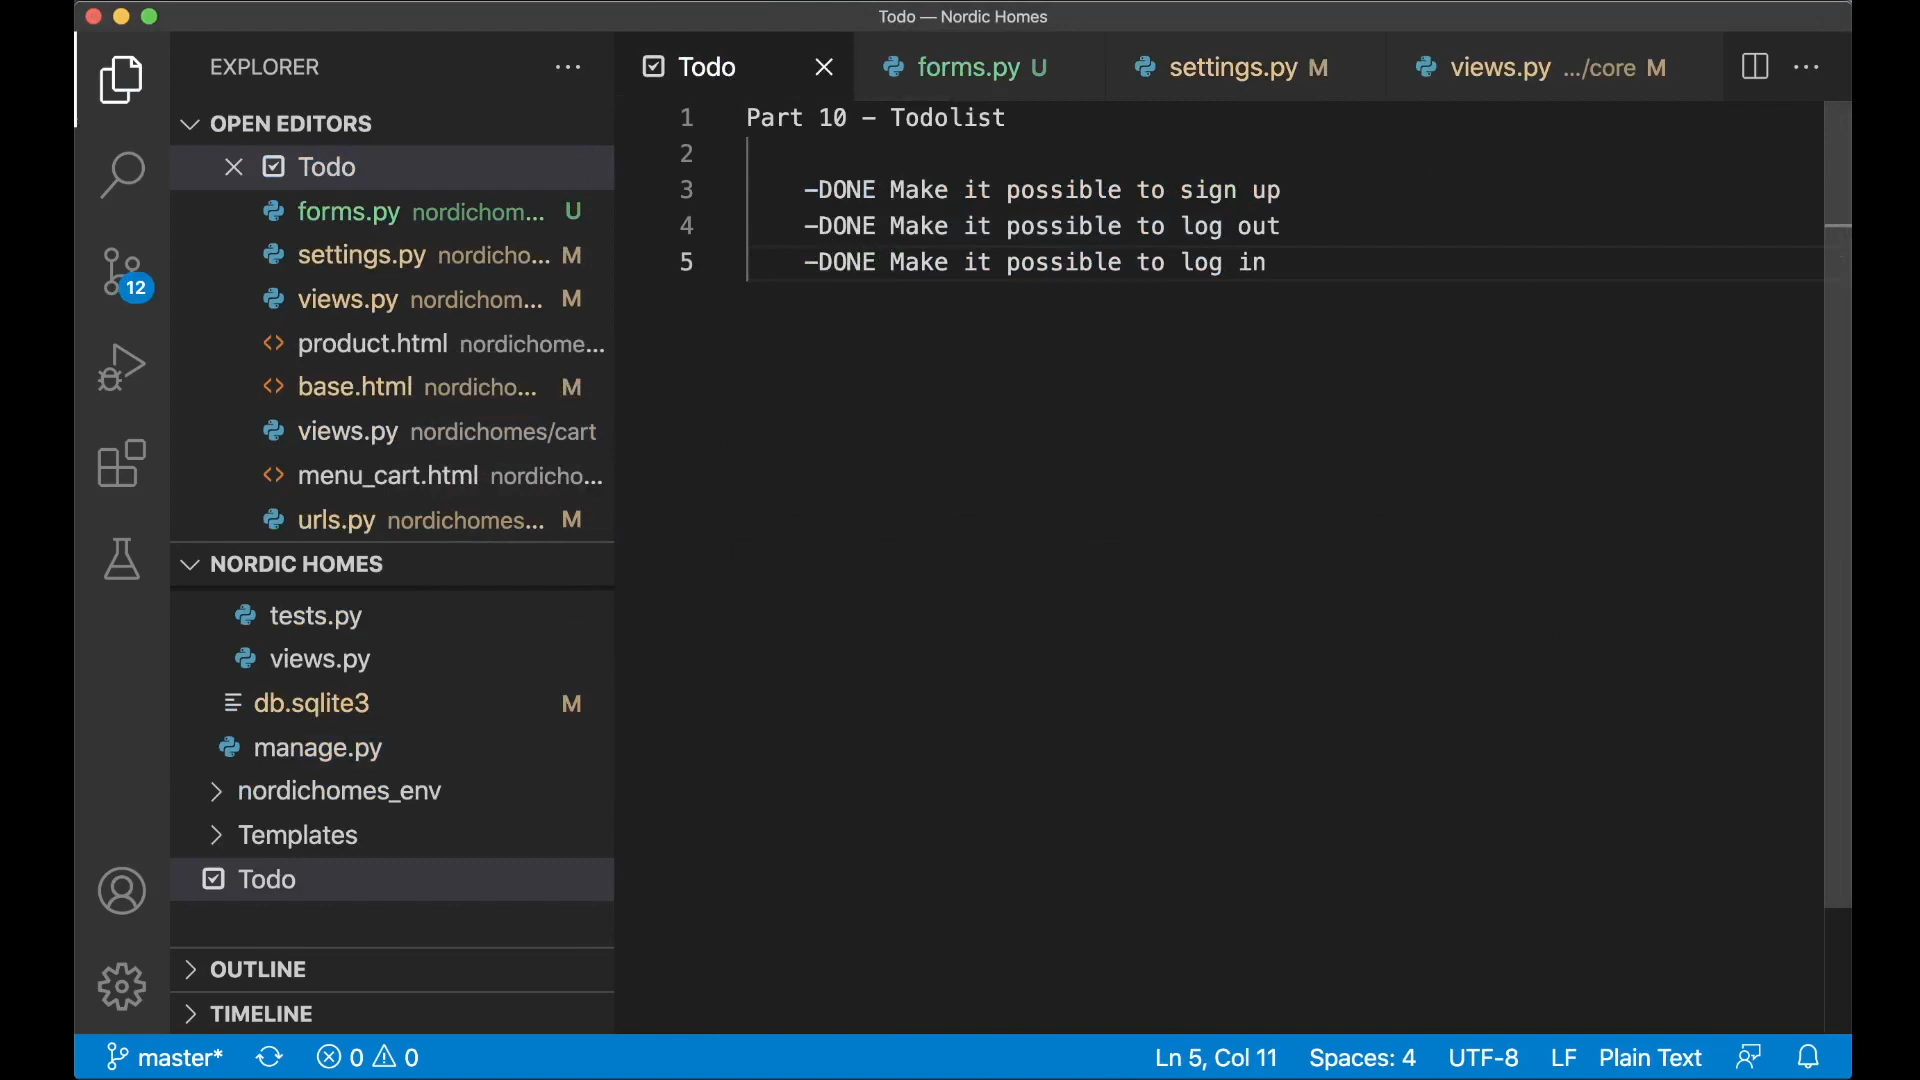 Todo — Nordic Homes
EXPLORER
OPEN EDITORS
Todo
forms.py nordichom... U
settings.py nordicho... M
views.py nordichom... M
product.html nordichome...
base.html nordicho... M
views.py nordichomes/cart
menu_cart.html nordicho...
urls.py nordichomes... M
NORDIC HOMES
tests.py
views.py
db.sqlite3 M
manage.py
nordichomes_env
Templates
Todo
OUTLINE
TIMELINE
12
Todo
forms.py U
settings.py M
views.py .../core M
1 Part 10 - Todolist
2
3 -DONE Make it possible to sign up
4 -DONE Make it possible to log out
5 -DONE Make it possible to log in
master* 0 0
Ln 5, Col 11 Spaces: 4 UTF-8 LF Plain Text